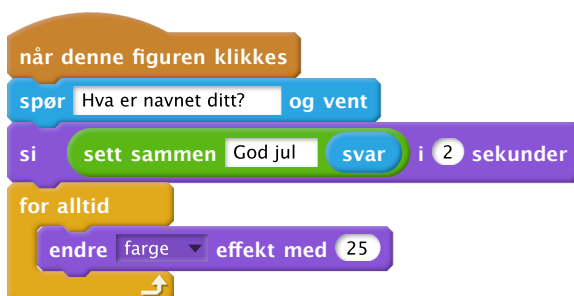 når denne figuren klikkes
spør Hva er navnet ditt? og vent
si sett sammen God jul svar i 2 sekunder
for alltid
endre farge effekt med 25